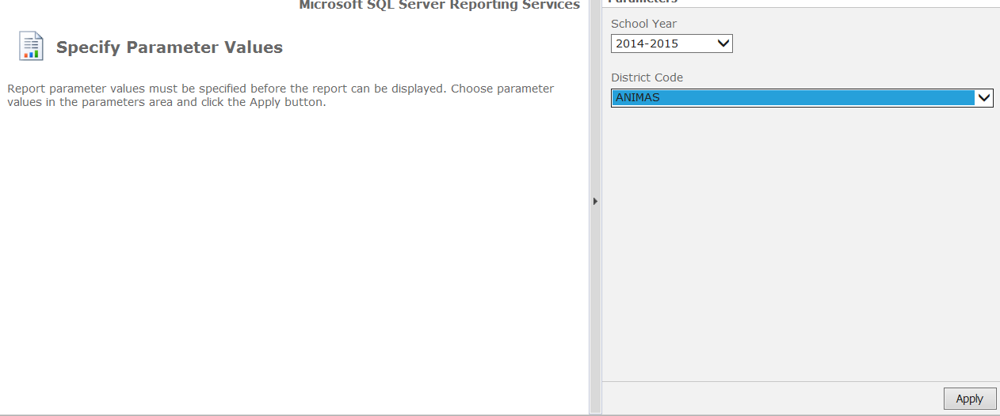 Microsoft SQL Server Reporting Services
Specify Parameter Values
Report parameter values must be specified before the report can be displayed. Choose parameter
values in the parameters area and click the Apply button.
Parameters
School Year
2014-2015
District Code
ANIMAS
Apply